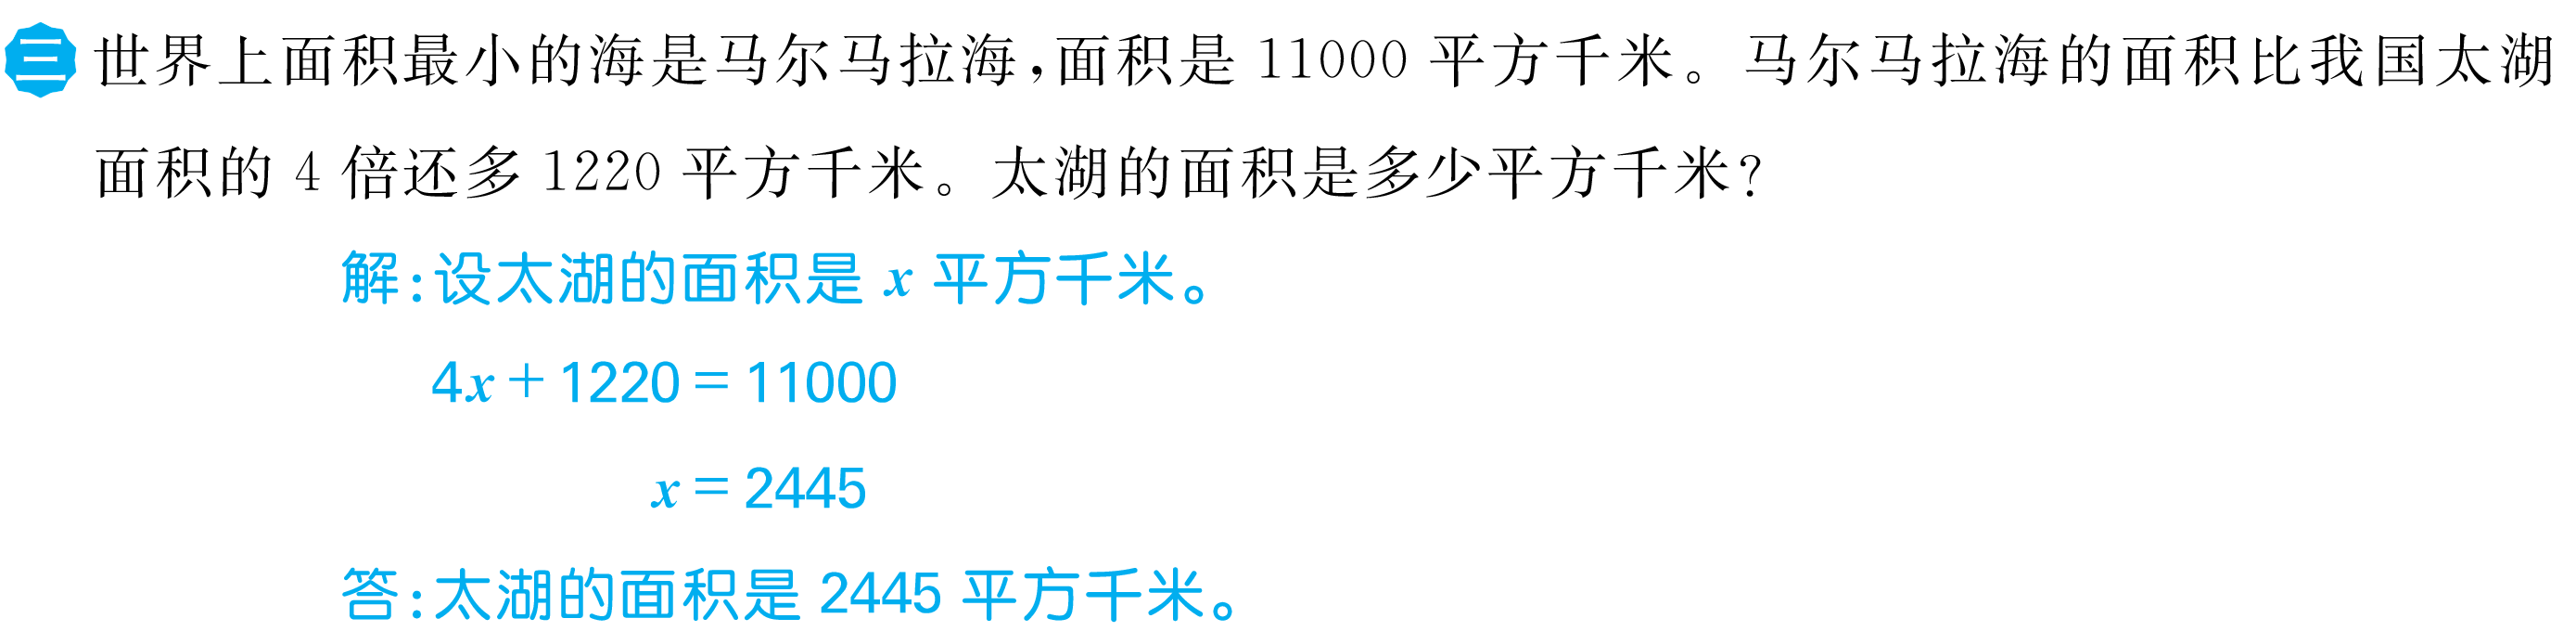 三 世界上面积最小的海是马尔马拉海,面积是 11000 平方千米。马尔马拉海的面积比我国太湖
面积的 4 倍还多 1220 平方千米。太湖的面积是多少平方千米?
解:设太湖的面积是 x 平方千米。
4x + 1220 = 11000
x = 2445
答:太湖的面积是 2445 平方千米。